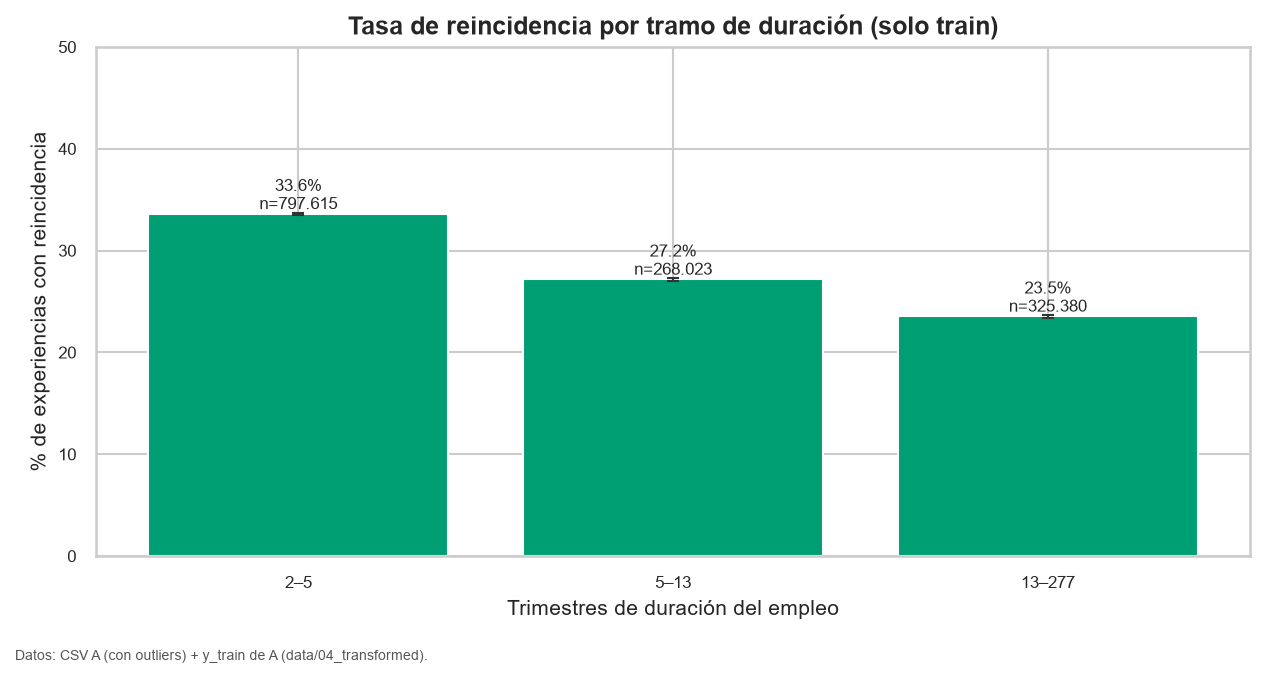 Tasa de reincidencia por tramo de duración (solo train)
% de experiencias con reincidencia
50
40
30
20
10
0
33.6%
n=797.615
27.2%
n=268.023
23.5%
n=325.380
2–5
5–13
13–277
Trimestres de duración del empleo
Datos: CSV A (con outliers) + y_train de A (data/04_transformed).